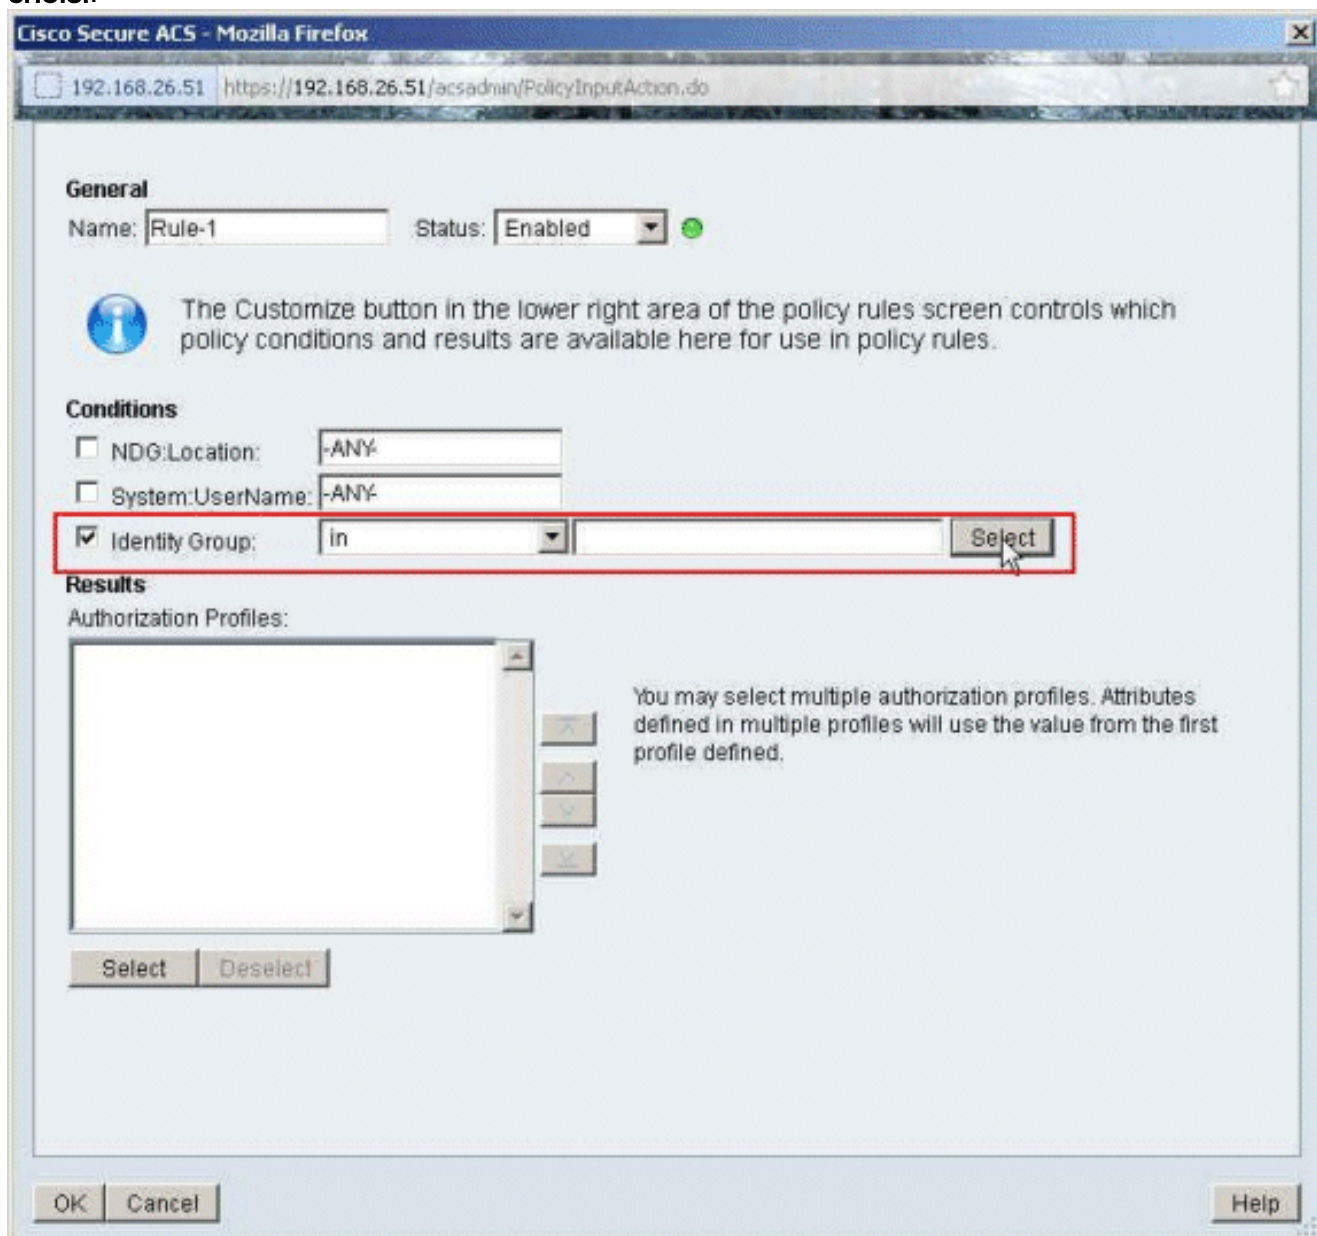 choisi.
Cisco Secure ACS - Mozilla Firefox
192.168.26.51 https://192.168.26.51/acsadmin/PolicyInputAction.do
General
Name: Rule-1 Status: Enabled
The Customize button in the lower right area of the policy rules screen controls which
policy conditions and results are available here for use in policy rules.
Conditions
NDG:Location: -ANY-
System:UserName: -ANY-
Identity Group: in Select
Results
Authorization Profiles:
You may select multiple authorization profiles. Attributes
defined in multiple profiles will use the value from the first
profile defined.
Select Deselect
OK Cancel Help